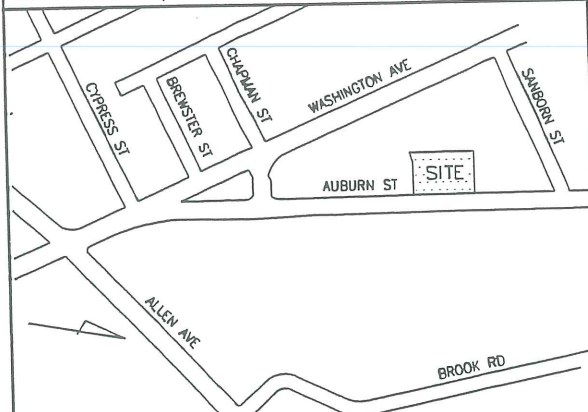 CYPRESS ST
BREWSTER ST
CHAPMAN ST
WASHINGTON AVE
SANBORN ST
AUBURN ST
SITE
ALLEN AVE
BROOK RD